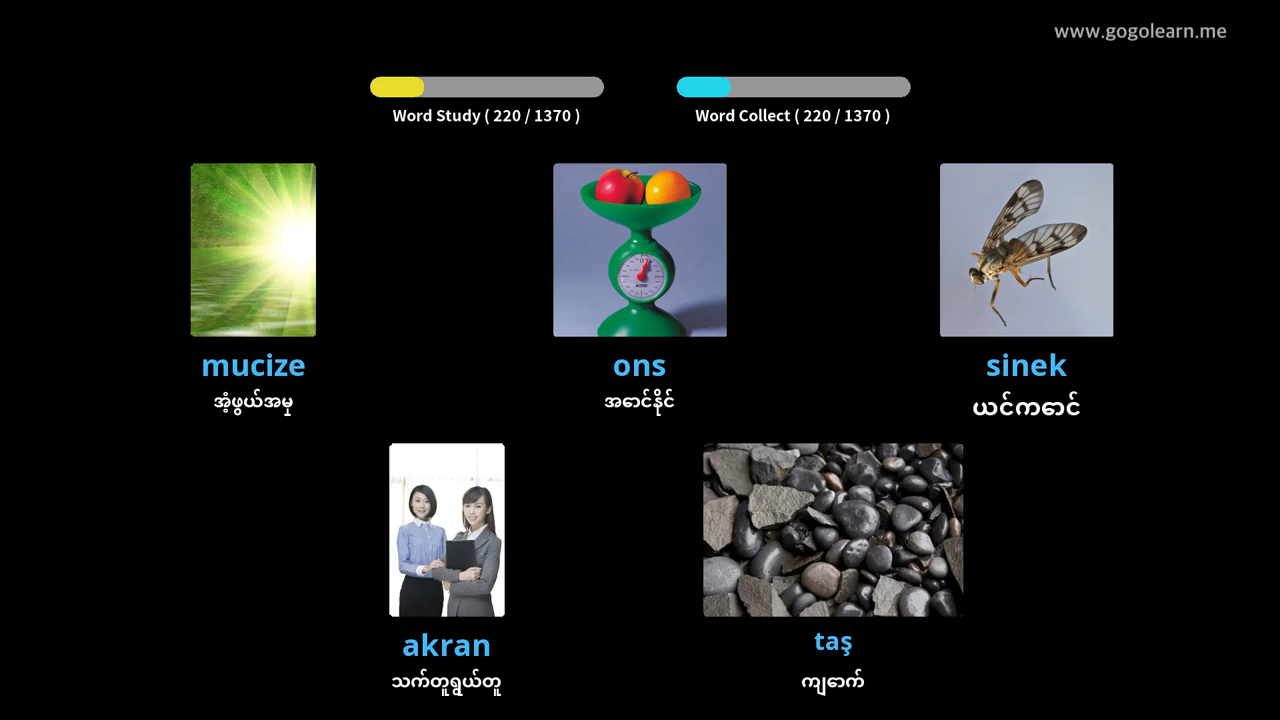 www.gogolearn.me
Word Study ( 220 / 1370 )
Word Collect ( 220 / 1370 )
mucize
အံ့ဖွယ်အမှု
ons
အောင်နိုင်
sinek
ယင်ကောင်
akran
သက်တူရွယ်တူ
taş
ကျောက်